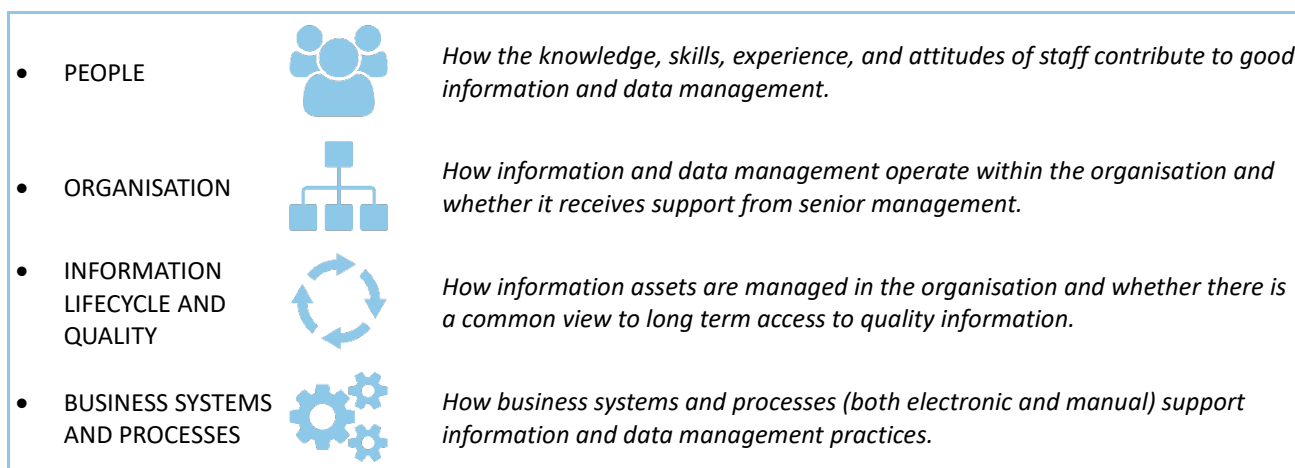 • PEOPLE
How the knowledge, skills, experience, and attitudes of staff contribute to good
information and data management.
• ORGANISATION
How information and data management operate within the organisation and
whether it receives support from senior management.
• INFORMATION
LIFECYCLE AND
QUALITY
How information assets are managed in the organisation and whether there is
a common view to long term access to quality information.
• BUSINESS SYSTEMS
AND PROCESSES
How business systems and processes (both electronic and manual) support
information and data management practices.